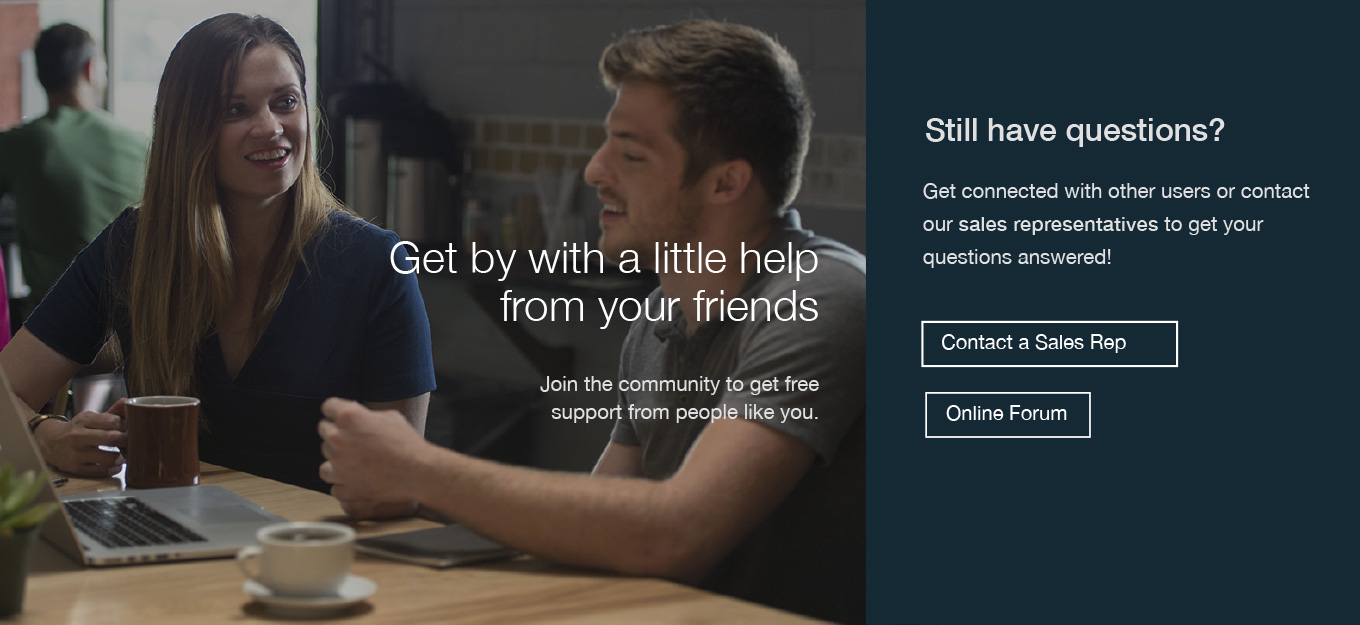 Get by with a little help
from your friends
Join the community to get free
support from people like you.
Still have questions?
Get connected with other users or contact
our sales representatives to get your
questions answered!
Contact a Sales Rep
Online Forum